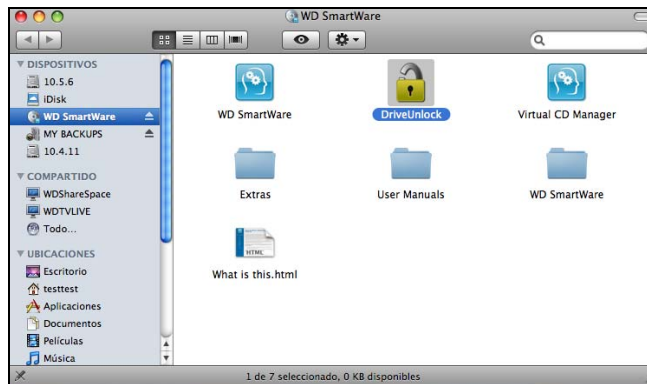 WD SmartWare
DISPOSITIVOS
10.5.6
iDisk
WD SmartWare
MY BACKUPS
10.4.11
COMPARTIDO
WDShareSpace
WDTVLIVE
Todo...
UBICACIONES
Escritorio
testtest
Aplicaciones
Documentos
Películas
Música
WD SmartWare
DriveUnlock
Virtual CD Manager
Extras
User Manuals
WD SmartWare
HTML
What is this.html
1 de 7 seleccionado, 0 KB disponibles